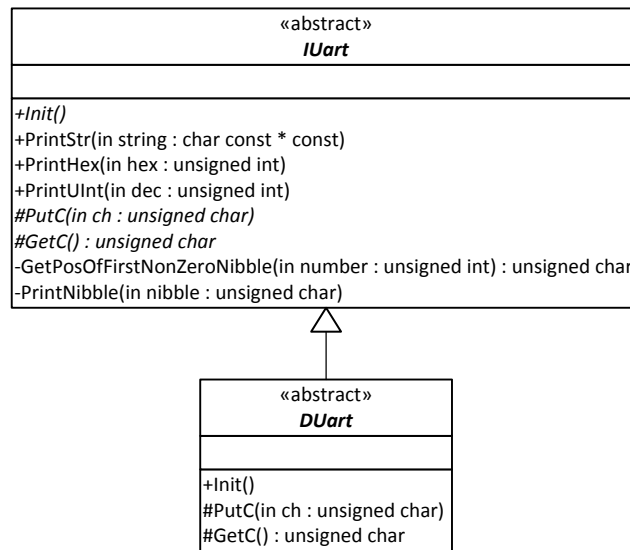 «abstract»
IUart
+Init()
+PrintStr(in string : char const * const)
+PrintHex(in hex : unsigned int)
+PrintUInt(in dec : unsigned int)
#PutC(in ch : unsigned char)
#GetC() : unsigned char
-GetPosOfFirstNonZeroNibble(in number : unsigned int) : unsigned char
-PrintNibble(in nibble : unsigned char)
«abstract»
DUart
+Init()
#PutC(in ch : unsigned char)
#GetC() : unsigned char